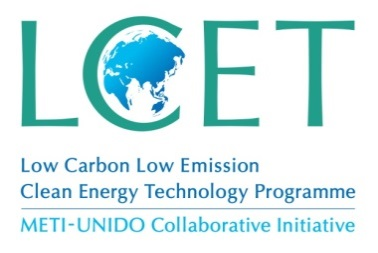 LCET
Low Carbon Low Emission
Clean Energy Technology Programme
METI-UNIDO Collaborative Initiative